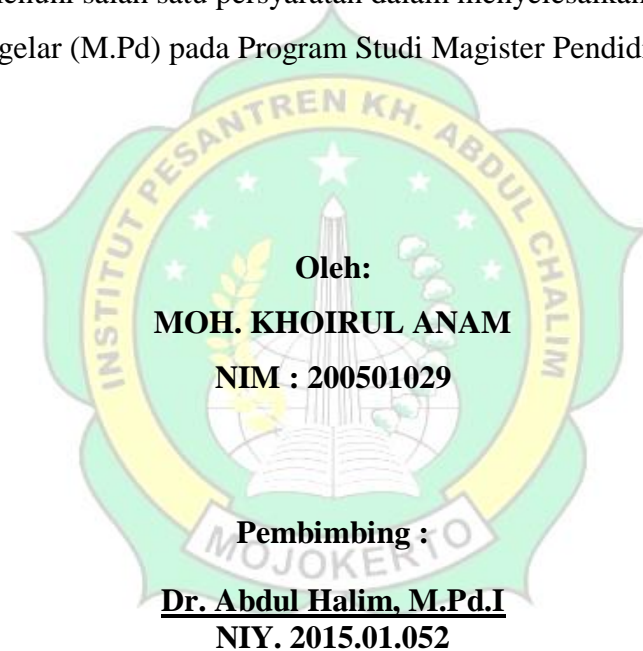 menuhi salah satu persyaratan dalam menyelesaikan
gelar (M.Pd) pada Program Studi Magister Pendidi
INSTITUT PESANTREN KH. ABDUL CHALIM
Oleh:
MOH. KHOIRUL ANAM
NIM : 200501029
Pembimbing :
MOJOKERTO
Dr. Abdul Halim, M.Pd.I
NIY. 2015.01.052